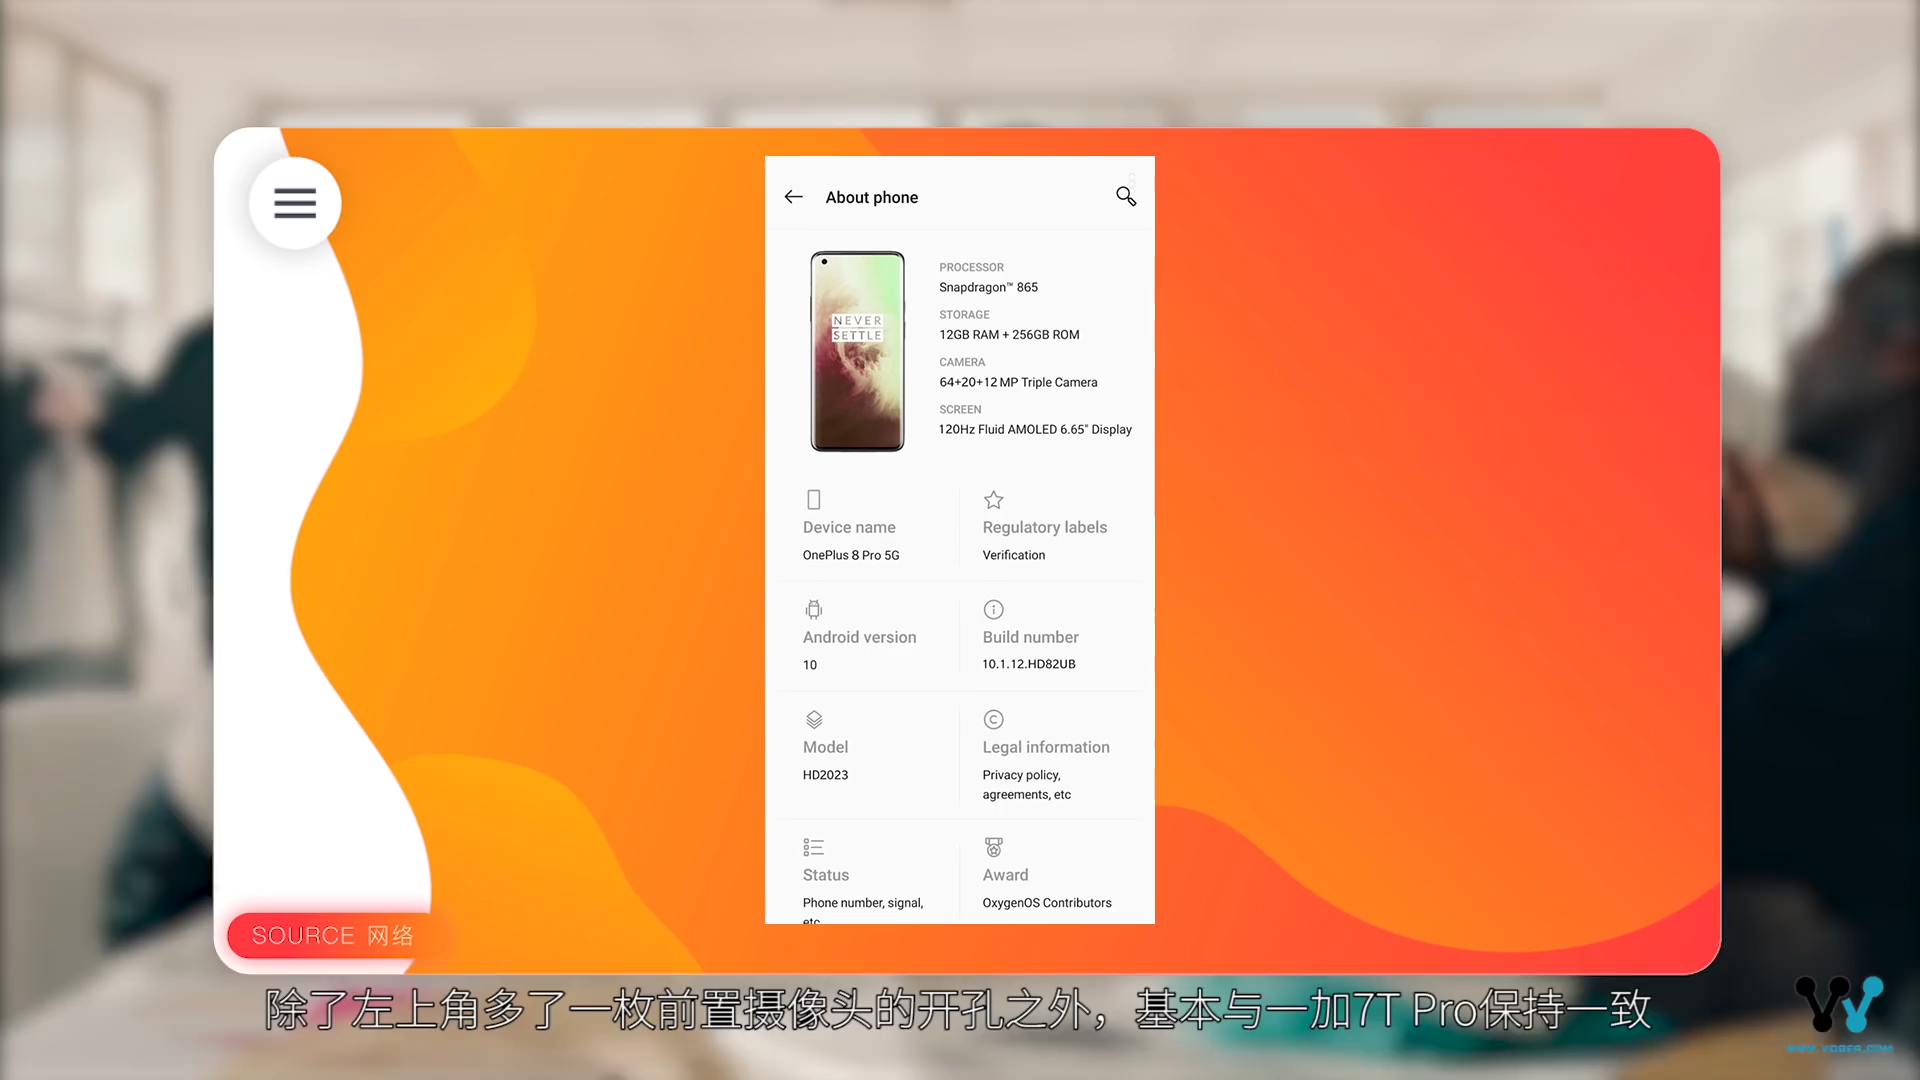 About phone
NEVER
SETTLE
PROCESSOR
Snapdragon™ 865
STORAGE
12GB RAM + 256GB ROM
CAMERA
64+20+12 MP Triple Camera
SCREEN
120Hz Fluid AMOLED 6.65" Display
Device name
OnePlus 8 Pro 5G
Regulatory labels
Verification
Android version
10
Build number
10.1.12.HD82UB
Model
HD2023
Legal information
Privacy policy,
agreements, etc
Status
Phone number, signal,
etc
Award
OxygenOS Contributors
SOURCE 网络
除了左上角多了一枚前置摄像头的开孔之外，基本与一加7T Pro保持一致